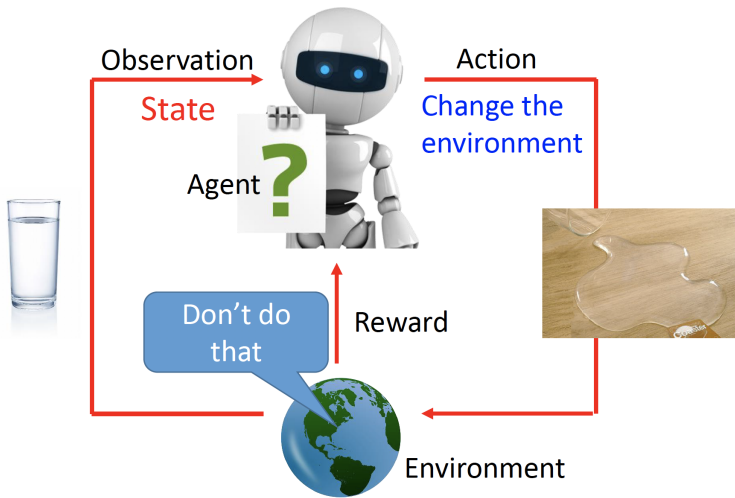 Observation
Action
State
Change the
environment
Agent
?
Don't do
that
Reward
Environment